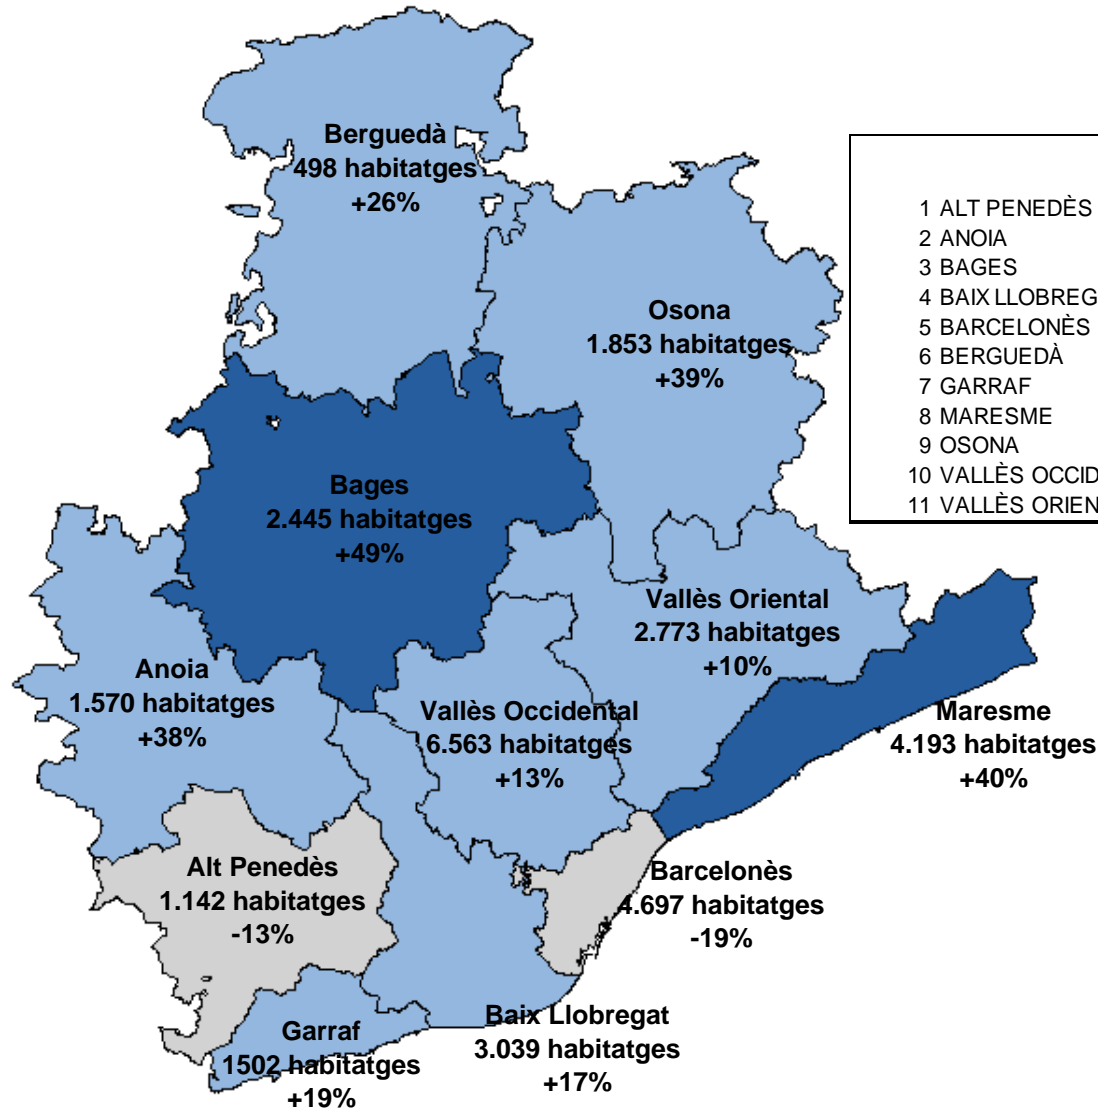 Berguedà
498 habitatges
+26%
Osona
1.853 habitatges
+39%
1 ALT PENEDÈS
2 ANOIA
3 BAGES
4 BAIX LLOBREG
5 BARCELONÈS
6 BERGUEDÀ
7 GARRAF
8 MARESME
9 OSONA
10 VALLÈS OCCID
11 VALLÈS ORIEN
Bages
2.445 habitatges
+49%
Vallès Oriental
2.773 habitatges
+10%
Anoia
1.570 habitatges
+38%
Vallès Occidental
6.563 habitatges
+13%
Maresme
4.193 habitatges
+40%
Alt Penedès
1.142 habitatges
-13%
Barcelonès
4.697 habitatges
-19%
Garraf
1502 habitatges
+19%
Baix Llobregat
3.039 habitatges
+17%